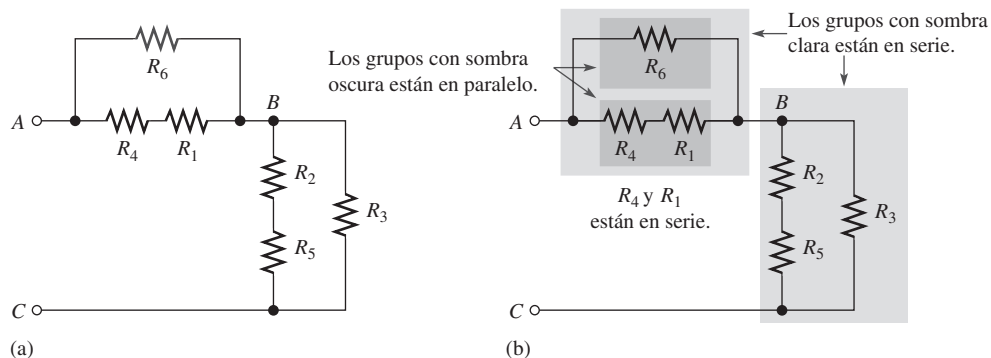 R6
A
B
R4
R1
R2
R3
R5
C
(a)
Los grupos con sombra
oscura están en paralelo.
Los grupos con sombra
clara están en serie.
R6
A
B
R4
R1
R4 y R1
están en serie.
R2
R3
R5
C
(b)